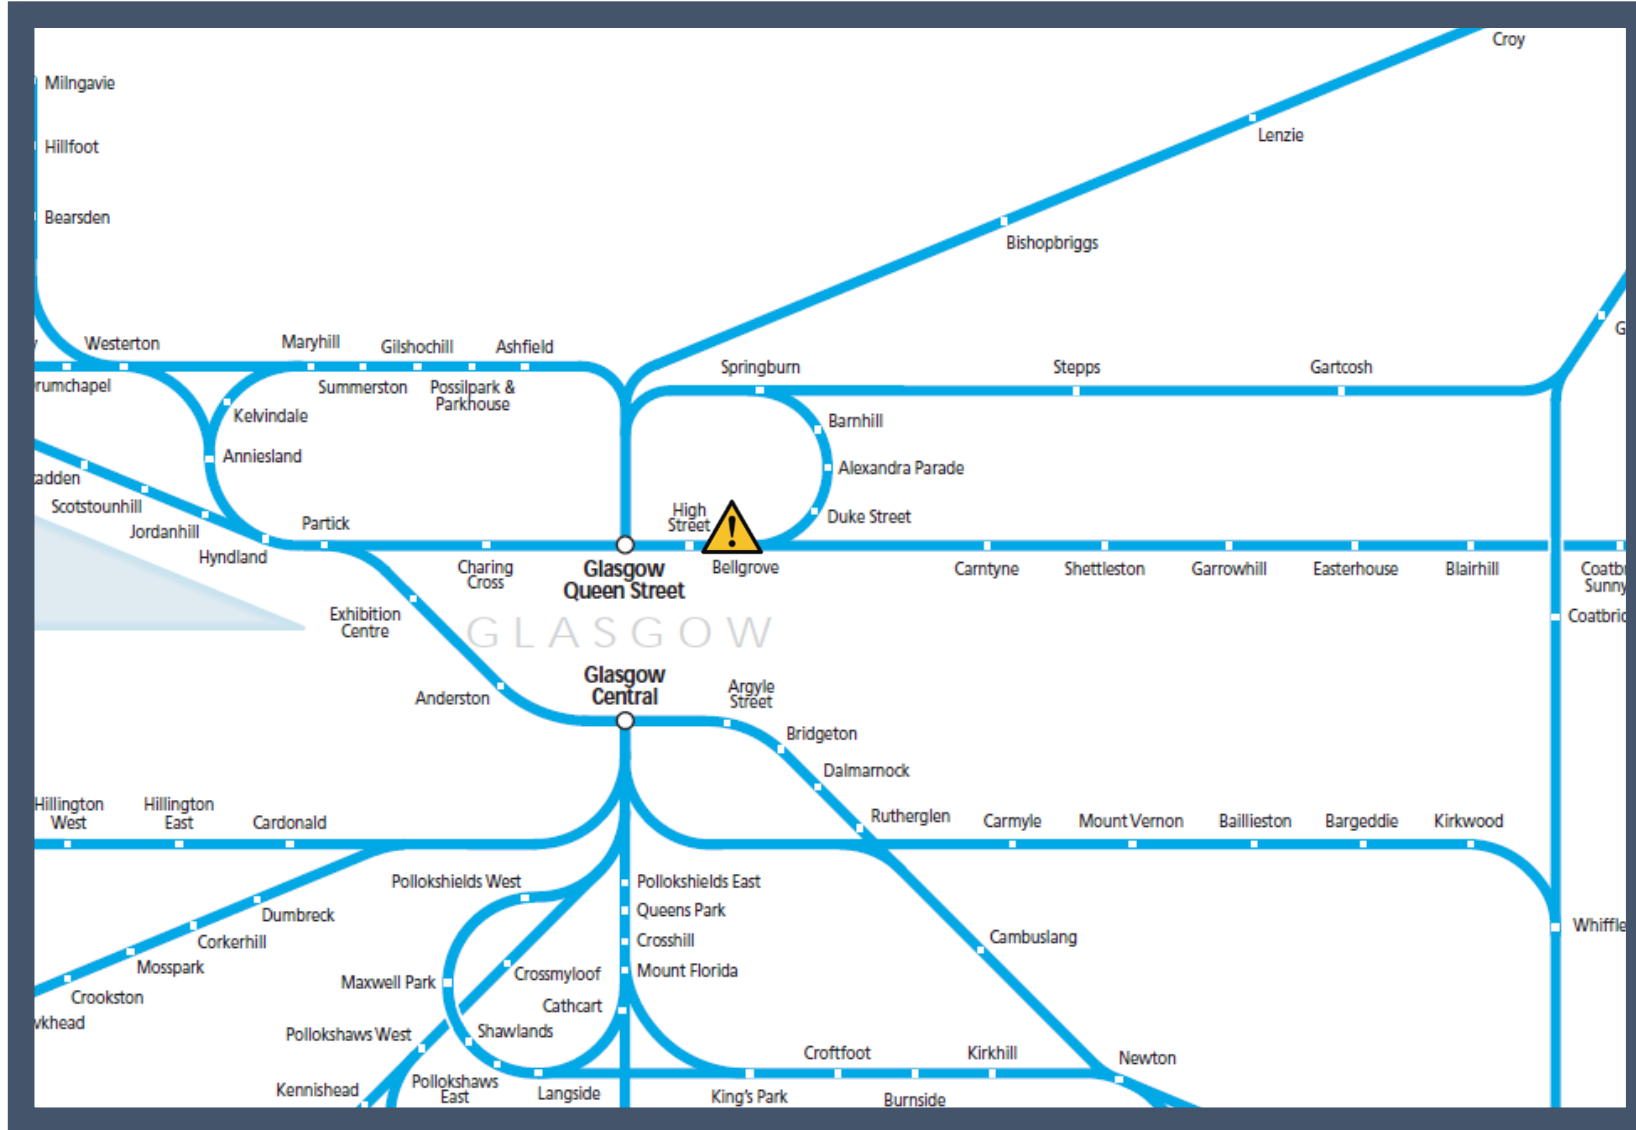 Croy
Milngavie
Lenzie
Hillfoot
Bearsden
Bishopbriggs
Westerton
Maryhill
Gilshochill
Ashfield
Springburn
Stepps
Gartcosh
Summerston
Possilpark &
Parkhouse
Kelvindale
Barnhill
Anniesland
Alexandra Parade
Scotstounhill
High
Street
Duke Street
Jordanhill
Partick
Hyndland
Charing
Cross
Glasgow
Queen Street
Bellgrove
Carntyne
Shettleston
Garrowhill
Easterhouse
Blairhill
Exhibition
Centre
GLASGOW
Glasgow
Central
Anderston
Argyle
Street
Bridgeton
Dalmarnock
Hillington
West
Hillington
East
Cardonald
Rutherglen
Carmyle
Mount Vernon
Baillieston
Bargeddie
Kirkwood
Pollokshields West
Pollokshields East
Queens Park
Dumbreck
Corkerhill
Crosshill
Cambuslang
Mosspark
Crossmyloof
Mount Florida
Maxwell Park
Crookston
Cathcart
Pollokshaws West
Shawlands
Croftfoot
Kirkhill
Newton
Kennishead
Pollokshaws
East
Langside
King's Park
Burnside